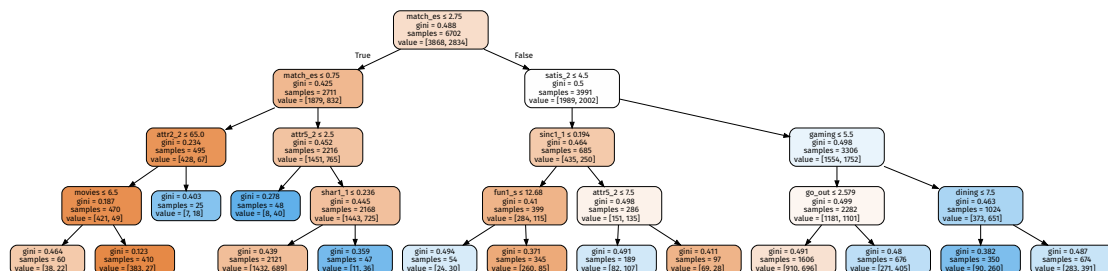 match_es ≤ 2.75
gini = 0.488
samples = 6702
value = [3868, 2834]
True
False
match_es ≤ 0.75
gini = 0.425
samples = 2711
value = [1879, 832]
satis_2 ≤ 4.5
gini = 0.5
samples = 3991
value = [1989, 2002]
attr2_2 ≤ 65.0
gini = 0.234
samples = 495
value = [428, 67]
attr5_2 ≤ 2.5
gini = 0.452
samples = 2216
value = [1451, 765]
sinc1_1 ≤ 0.194
gini = 0.464
samples = 685
value = [435, 250]
gaming ≤ 5.5
gini = 0.498
samples = 3306
value = [1554, 1752]
movies ≤ 6.5
gini = 0.187
samples = 470
value = [421, 49]
gini = 0.403
samples = 25
value = [7, 18]
gini = 0.278
samples = 48
value = [8, 40]
shar1_1 ≤ 0.236
gini = 0.445
samples = 2168
value = [1443, 725]
fun1_s ≤ 12.68
gini = 0.41
samples = 399
value = [284, 115]
attr5_2 ≤ 7.5
gini = 0.498
samples = 286
value = [151, 135]
go_out ≤ 2.579
gini = 0.499
samples = 2282
value = [1181, 1101]
dining ≤ 7.5
gini = 0.463
samples = 1024
value = [373, 651]
gini = 0.464
samples = 60
value = [38, 22]
gini = 0.123
samples = 410
value = [383, 27]
gini = 0.439
samples = 2121
value = [1432, 689]
gini = 0.359
samples = 47
value = [11, 36]
gini = 0.494
samples = 54
value = [24, 30]
gini = 0.371
samples = 345
value = [260, 85]
gini = 0.491
samples = 189
value = [82, 107]
gini = 0.411
samples = 97
value = [69, 28]
gini = 0.491
samples = 1606
value = [910, 696]
gini = 0.48
samples = 676
value = [271, 405]
gini = 0.382
samples = 350
value = [90, 260]
gini = 0.487
samples = 674
value = [283, 391]